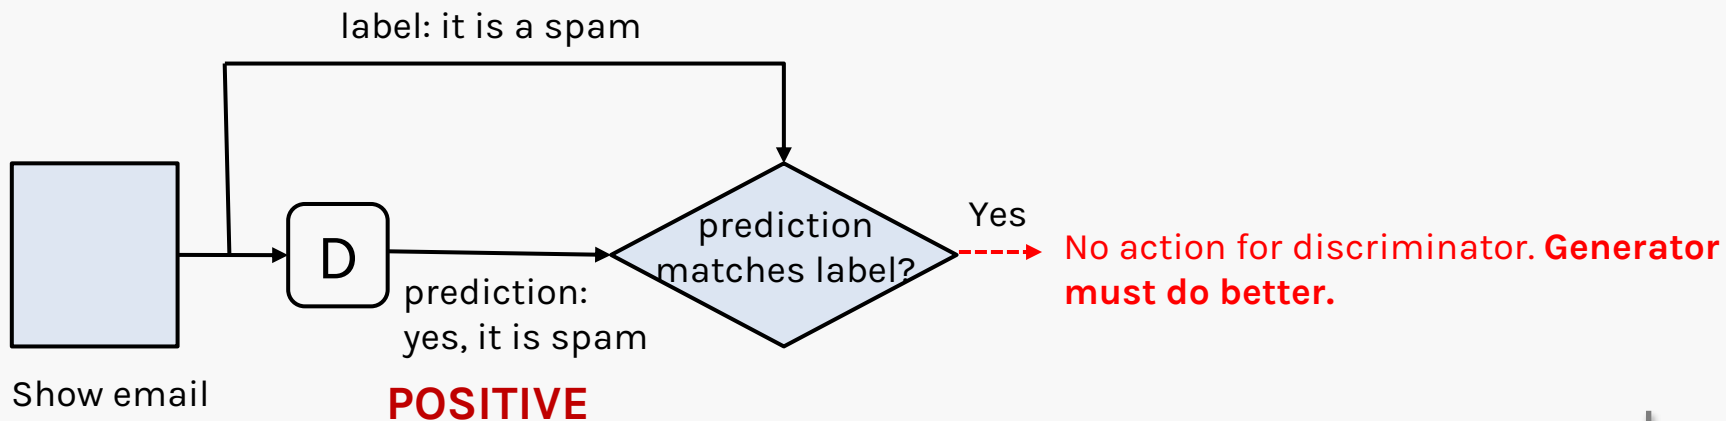 label: it is a spam
D
prediction
matches label?
Yes
No action for discriminator. Generator
must do better.
prediction:
yes, it is spam
Show email
POSITIVE